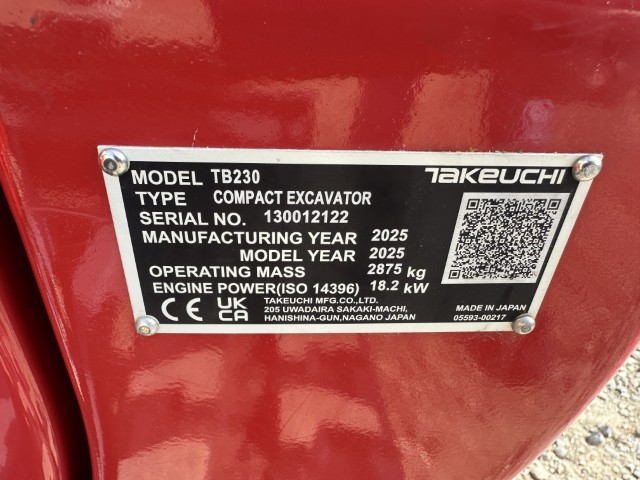 MODEL TB230
TAKEUCHI
TYPE COMPACT EXCAVATOR
SERIAL NO. 130012122
MANUFACTURING YEAR 2025
MODEL YEAR 2025
OPERATING MASS 2875 kg
ENGINE POWER(ISO 14396) 18.2 kW
CE UK CA
TAKEUCHI MFG.CO.,LTD.
205 UWADAIRA SAKAKI-MACHI,
HANISHINA-GUN,NAGANO JAPAN
MADE IN JAPAN
05593-00217